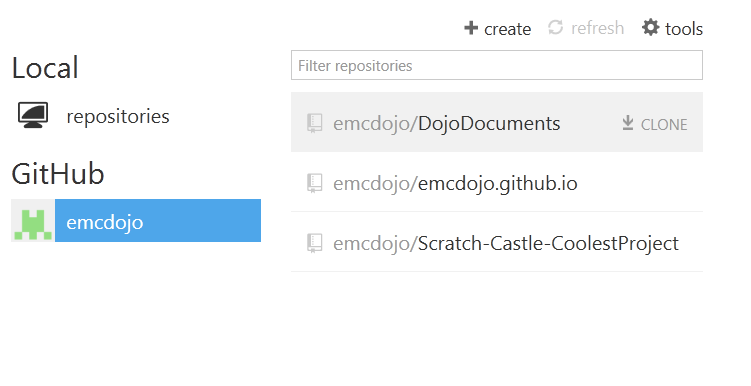 create refresh tools
Local
repositories
GitHub
emcdojo
Filter repositories
emcdojo/DojoDocuments CLONE
emcdojo/emcdojo.github.io
emcdojo/Scratch-Castle-CoolestProject